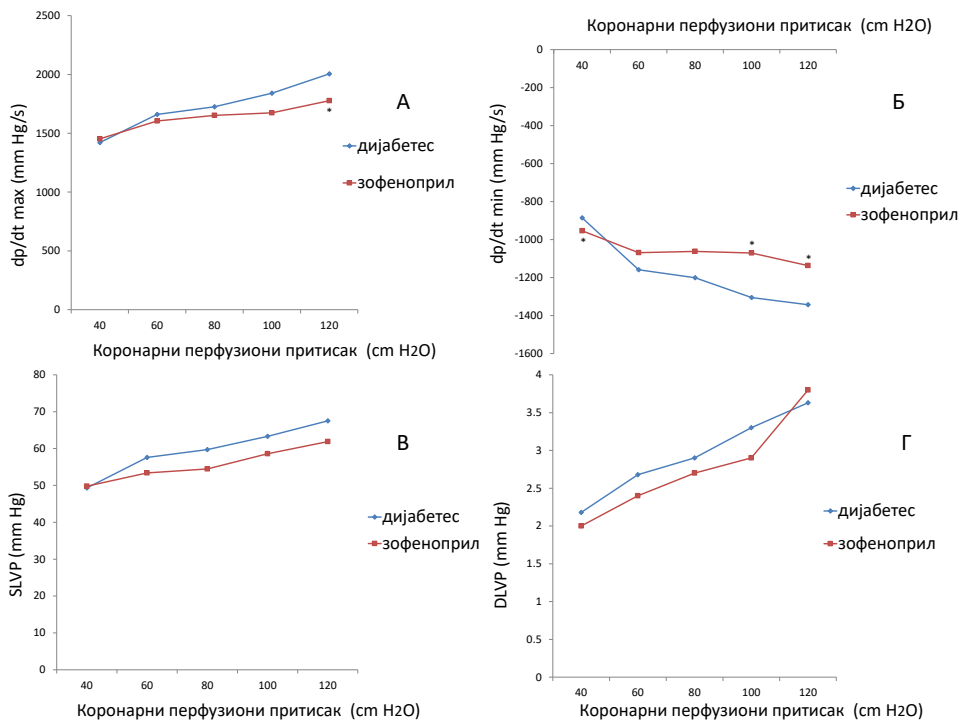 dp/dt max (mm Hg/s)
2500
2000
1500
1000
500
0
40 60 80 100 120
Коронарни перфузиони притисак (cm H2O)
А
*
дијабетес
зофеноприл
Коронарни перфузиони притисак (cm H2O)
dp/dt min (mm Hg/s)
0
-200
-400
-600
-800
-1000
-1200
-1400
-1600
40 60 80 100 120
Б
* * *
дијабетес
зофеноприл
SLVP (mm Hg)
80
70
60
50
40
30
20
10
0
40 60 80 100 120
Коронарни перфузиони притисак (cm H2O)
В
дијабетес
зофеноприл
DLVP (mm Hg)
4
3.5
3
2.5
2
1.5
1
0.5
0
40 60 80 100 120
Коронарни перфузиони притисак (cm H2O)
Г
дијабетес
зофеноприл